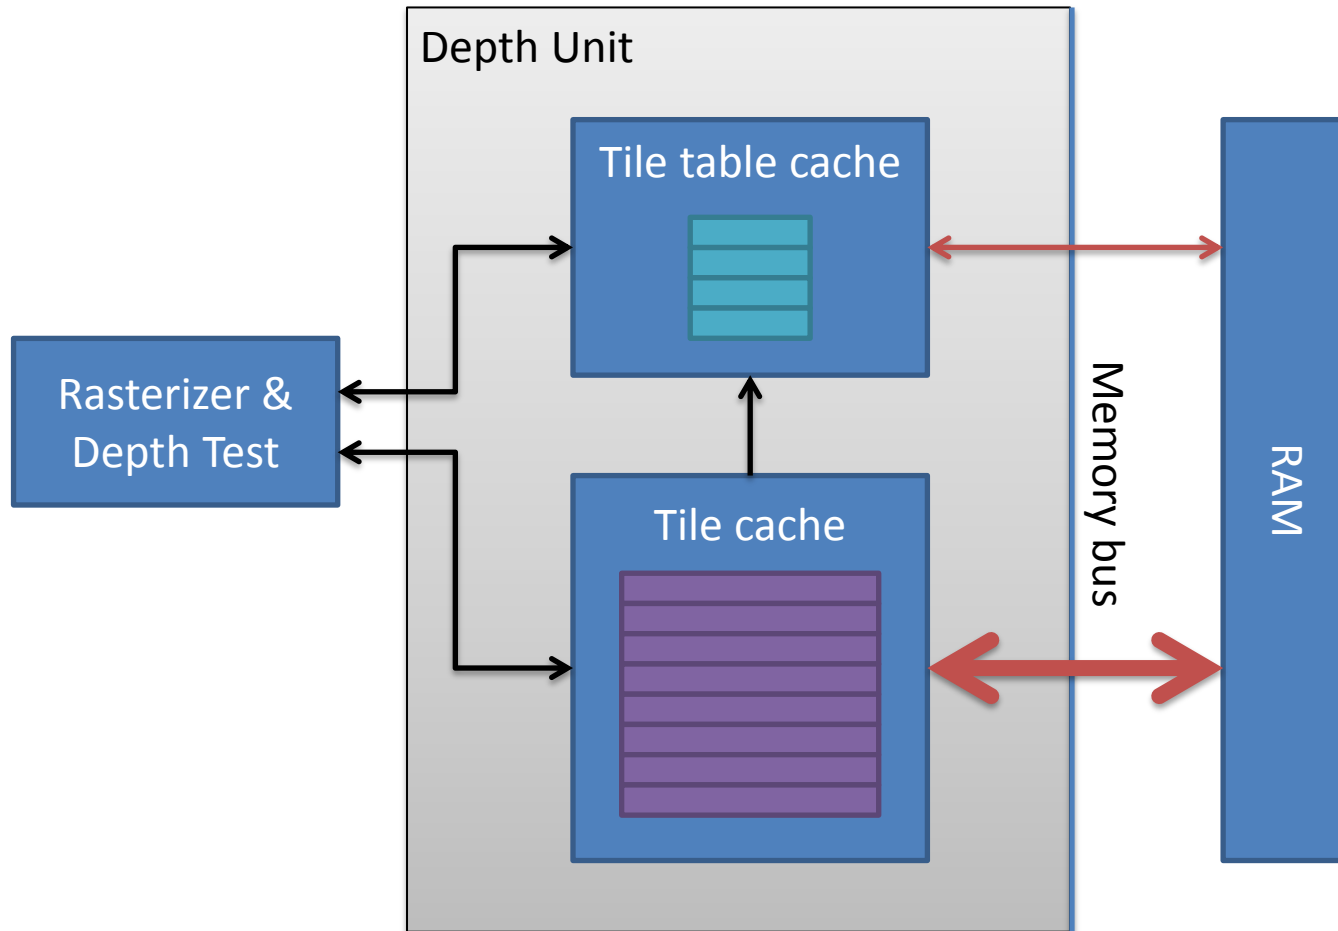 Depth Unit
Tile table cache
Rasterizer &
Depth Test
Tile cache
Memory bus
RAM